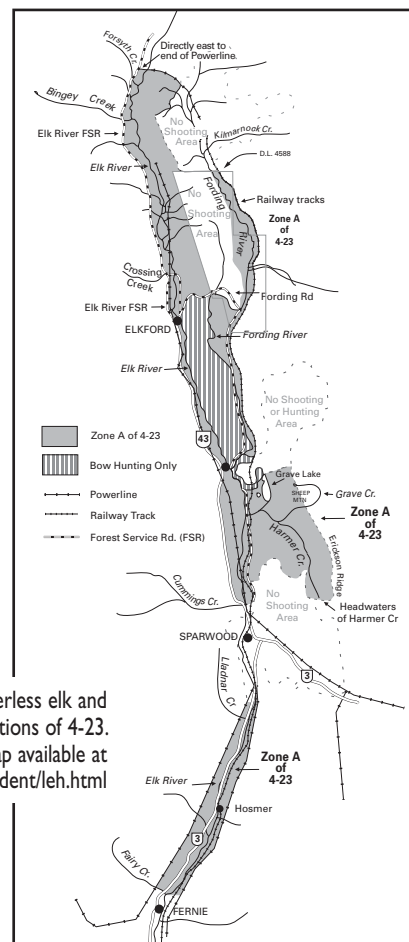 Forsyth Cr.
Directly east to
end of Powerline.
Bingey Creek
No
Shooting
Area
Kilmarnock Cr.
Elk River FSR
D.L. 4588
Elk River
Fording
River
No
Shooting
Area
Railway tracks
Zone A
of
4-23
Crossing
Creek
Elk River FSR
Fording Rd
ELKFORD
Fording River
Elk River
No Shooting
or Hunting
Area
43
Zone A of 4-23
Bow Hunting Only
Powerline
Railway Track
Forest Service Rd. (FSR)
Grave Lake
SHEEP
MTN
Grave Cr.
Zone A
of
4-23
Harmer Cr.
Erickson Ridge
Cummings Cr.
No
Shooting
Area
Headwaters
of Harmer Cr
SPARWOOD
3
Lladnar Cr
erless elk and
tions of 4-23.
ap available at
dent/leh.html
Zone A
of
4-23
Elk River
Hosmer
3
Fairy Cr.
FERNIE